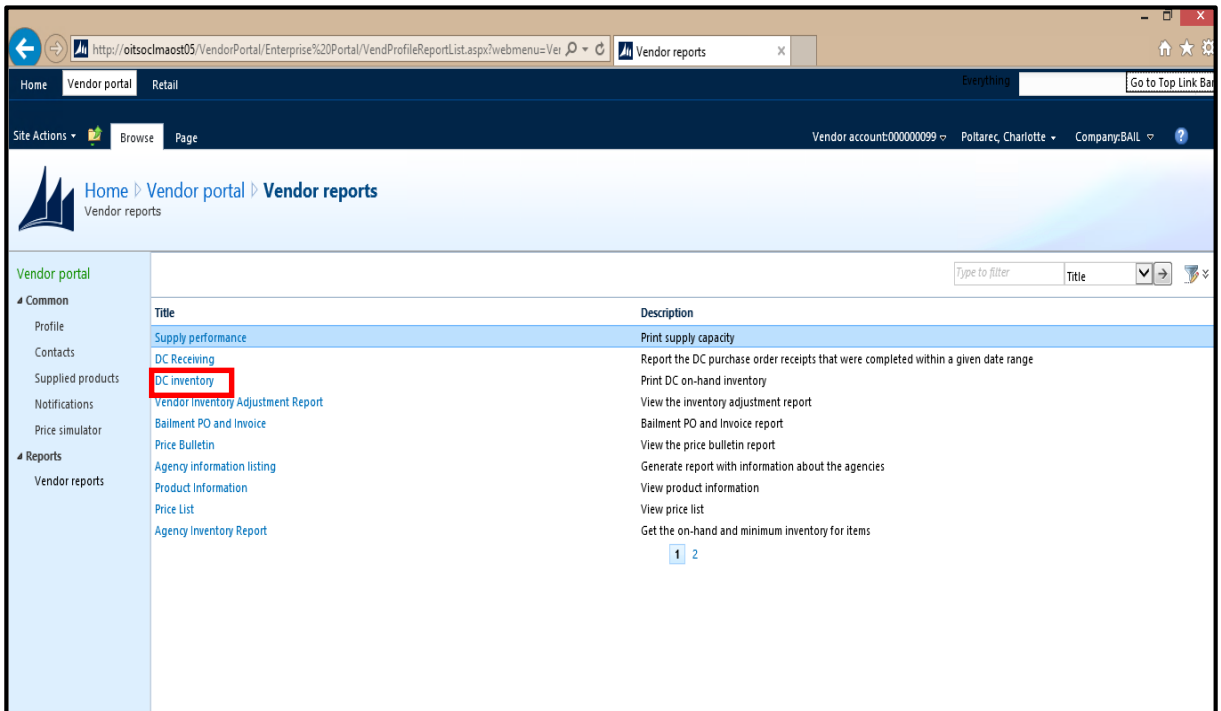 http://oitsoclmaost05/VendorPortal/Enterprise%20Portal/VendProfileReportList.aspx?webmenu=Ver
Vendor reports
Home Vendor portal Retail
Everything
Go to Top Link Bar
Site Actions Browse Page
Vendor account:000000099 Poltarec, Charlotte Company:BAIL
Home Vendor portal Vendor reports
Vendor reports
Vendor portal
Type to filter Title
Common
Profile
Contacts
Supplied products
Notifications
Price simulator
Reports
Vendor reports
Title Description
Supply performance Print supply capacity
DC Receiving Report the DC purchase order receipts that were completed within a given date range
DC inventory Print DC on-hand inventory
Vendor Inventory Adjustment Report View the inventory adjustment report
Bailment PO and Invoice Bailment PO and Invoice report
Price Bulletin View the price bulletin report
Agency information listing Generate report with information about the agencies
Product Information View product information
Price List View price list
Agency Inventory Report Get the on-hand and minimum inventory for items
1 2